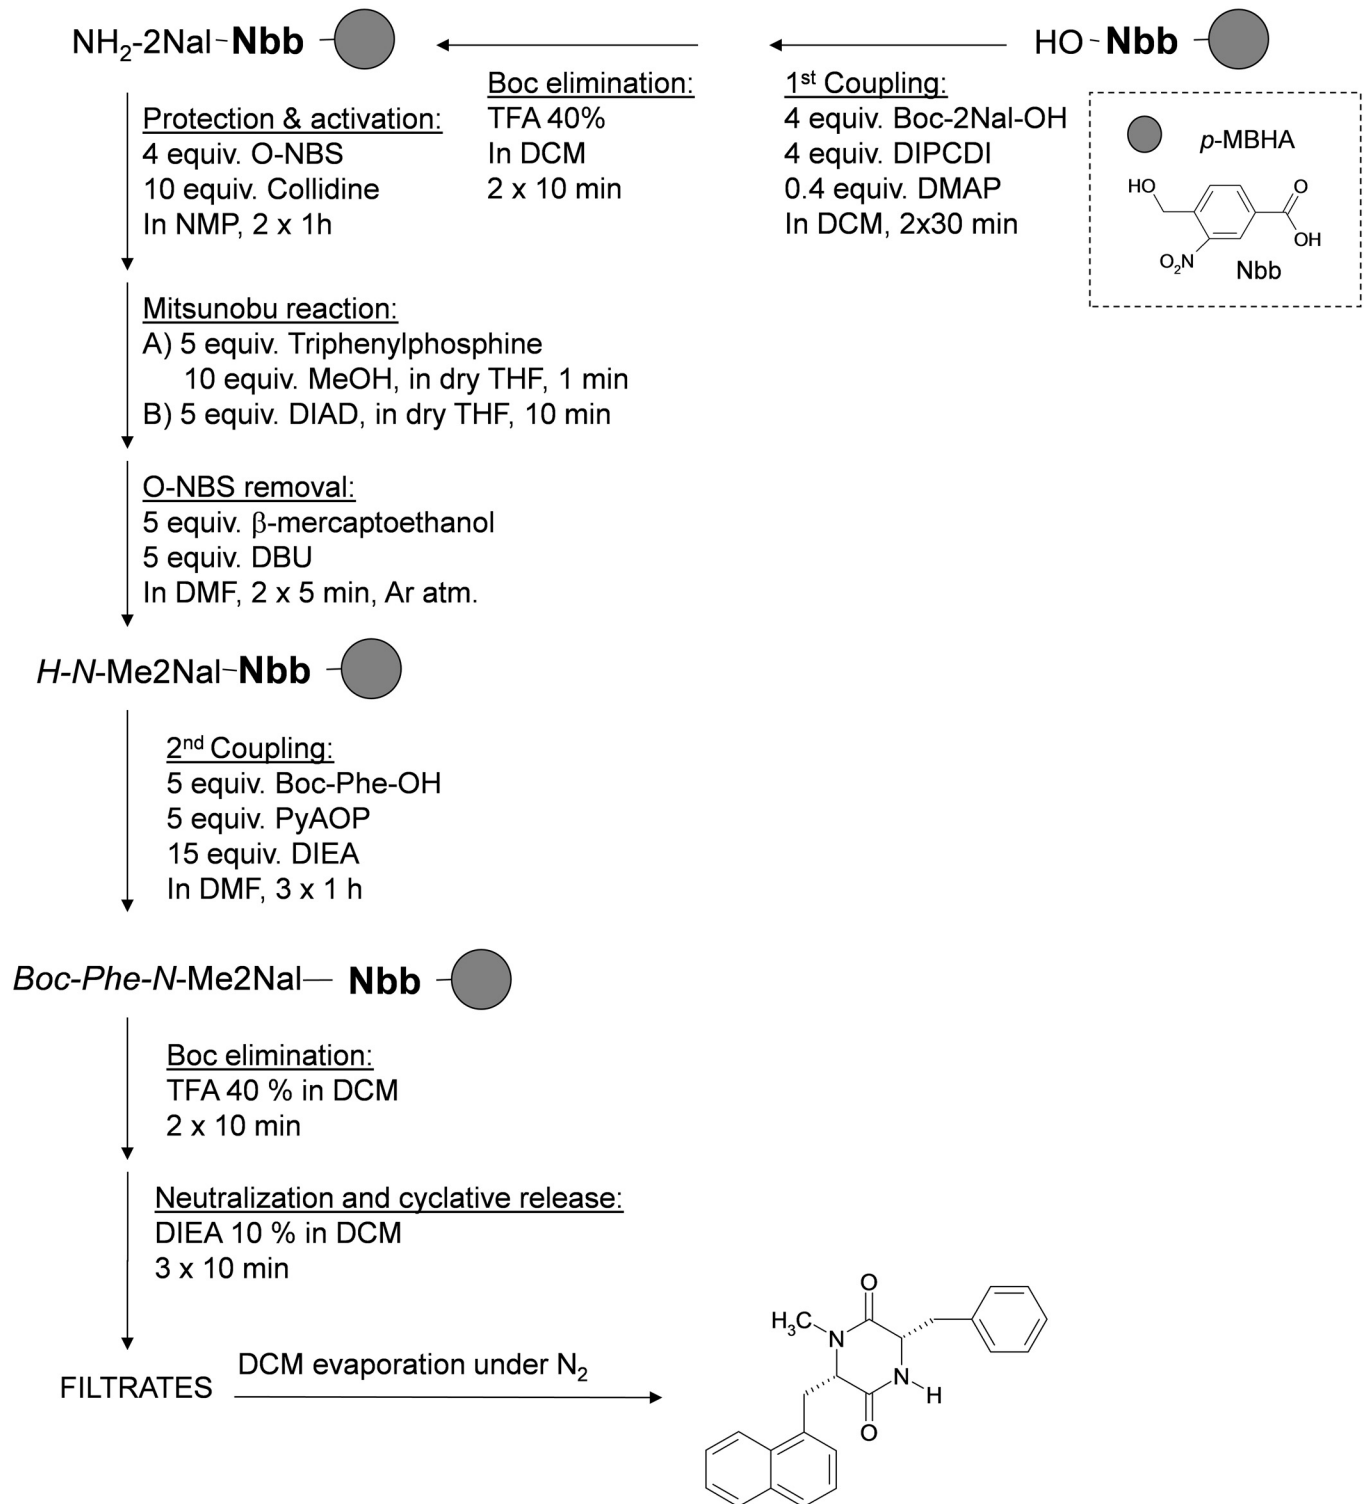 NH2-2Nal-Nbb
HO-Nbb
Boc elimination:
TFA 40%
In DCM
2 x 10 min
1st Coupling:
4 equiv. Boc-2Nal-OH
4 equiv. DIPCDI
0.4 equiv. DMAP
In DCM, 2x30 min
p-MBHA
HO
O
OH
O2N
Nbb
Protection & activation:
4 equiv. O-NBS
10 equiv. Collidine
In NMP, 2 x 1h
Mitsunobu reaction:
A) 5 equiv. Triphenylphosphine
10 equiv. MeOH, in dry THF, 1 min
B) 5 equiv. DIAD, in dry THF, 10 min
O-NBS removal:
5 equiv. β-mercaptoethanol
5 equiv. DBU
In DMF, 2 x 5 min, Ar atm.
H-N-Me2Nal-Nbb
2nd Coupling:
5 equiv. Boc-Phe-OH
5 equiv. PyAOP
15 equiv. DIEA
In DMF, 3 x 1 h
Boc-Phe-N-Me2Nal— Nbb
Boc elimination:
TFA 40 % in DCM
2 x 10 min
Neutralization and cyclative release:
DIEA 10 % in DCM
3 x 10 min
FILTRATES
DCM evaporation under N2
O
H3C
N
N
H
O